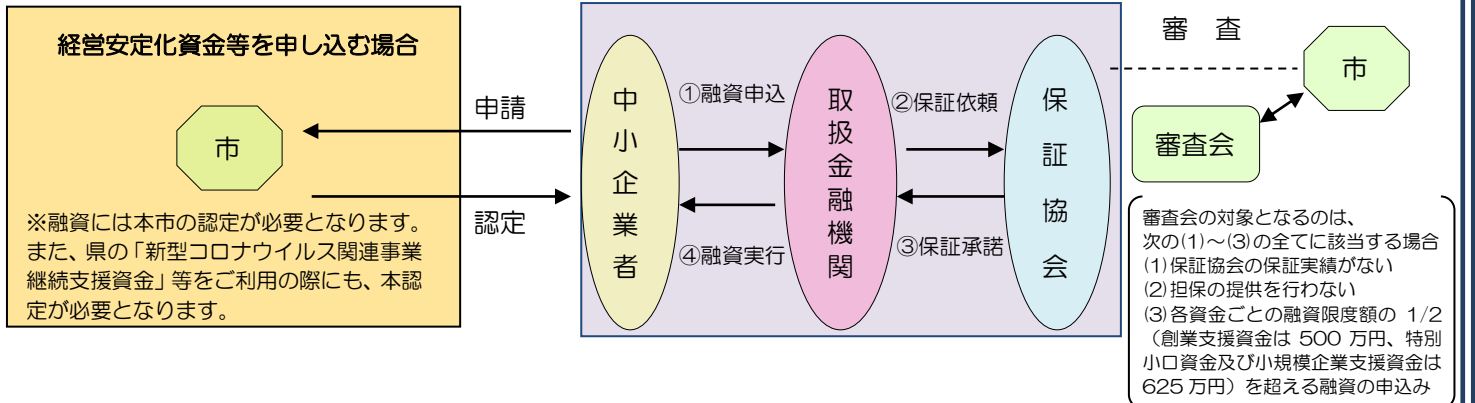 経営安定化資金等を申し込む場合
市
※融資には本市の認定が必要となります。
また、県の「新型コロナウイルス関連事業
継続支援資金」等をご利用の際にも、本認
定が必要となります。
申請
認定
中小企業者
①融資申込
④融資実行
取扱金融機関
②保証依頼
③保証承諾
保証協会
審 査
市
審査会
審査会の対象となるのは、
次の(1)～(3)の全てに該当する場合
(1)保証協会の保証実績がない
(2)担保の提供を行わない
(3)各資金ごとの融資限度額の 1/2
（創業支援資金は 500 万円、特別
小口資金及び小規模企業支援資金は
625 万円）を超える融資の申込み